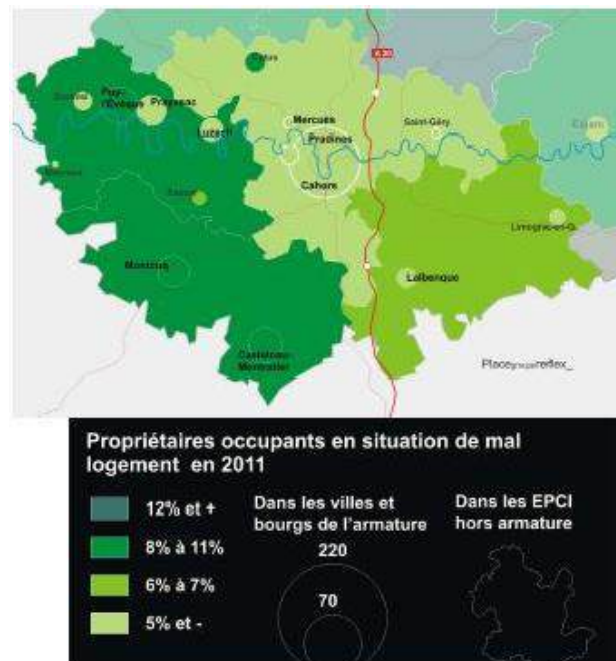 Catus
Puy-
l'Evêque
Prayssac
Luzech
Mercuès
Pradines
Cahors
Saint-Géry
Cajarc
Limogne-en-Q.
Montcuq
Lalbenque
Castelnau-
Montratier
Propriétaires occupants en situation de mal
logement en 2011
12% et +
8% à 11%
6% à 7%
5% et -
Dans les villes et
bourgs de l'armature
220
70
Dans les EPCI
hors armature